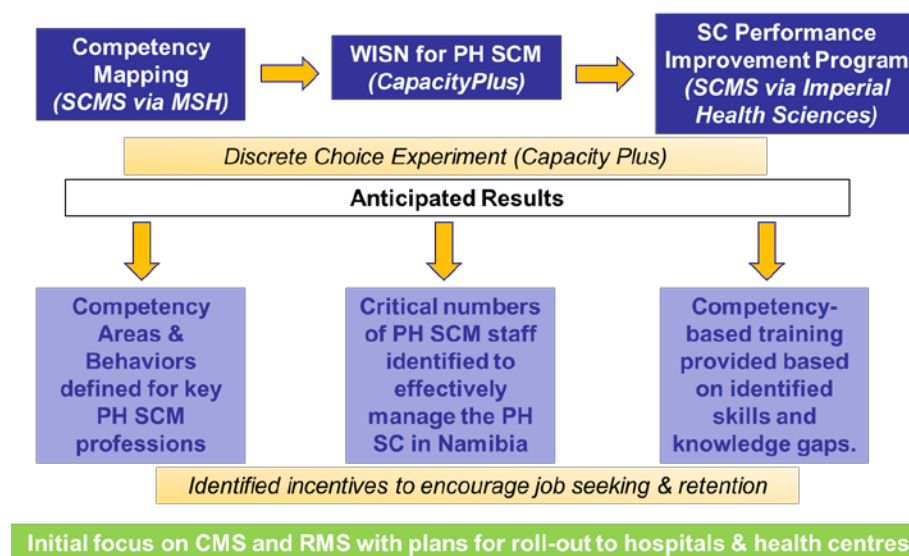 Competency
Mapping
(SCMS via MSH)
WISN for PH SCM
(CapacityPlus)
SC Performance
Improvement Program
(SCMS via Imperial
Health Sciences)
Discrete Choice Experiment (Capacity Plus)
Anticipated Results
Competency
Areas &
Behaviors
defined for key
PH SCM
professions
Critical numbers
of PH SCM staff
identified to
effectively
manage the PH
SC in Namibia
Competency-
based training
provided based
on identified
skills and
knowledge gaps.
Identified incentives to encourage job seeking & retention
Initial focus on CMS and RMS with plans for roll-out to hospitals & health centres